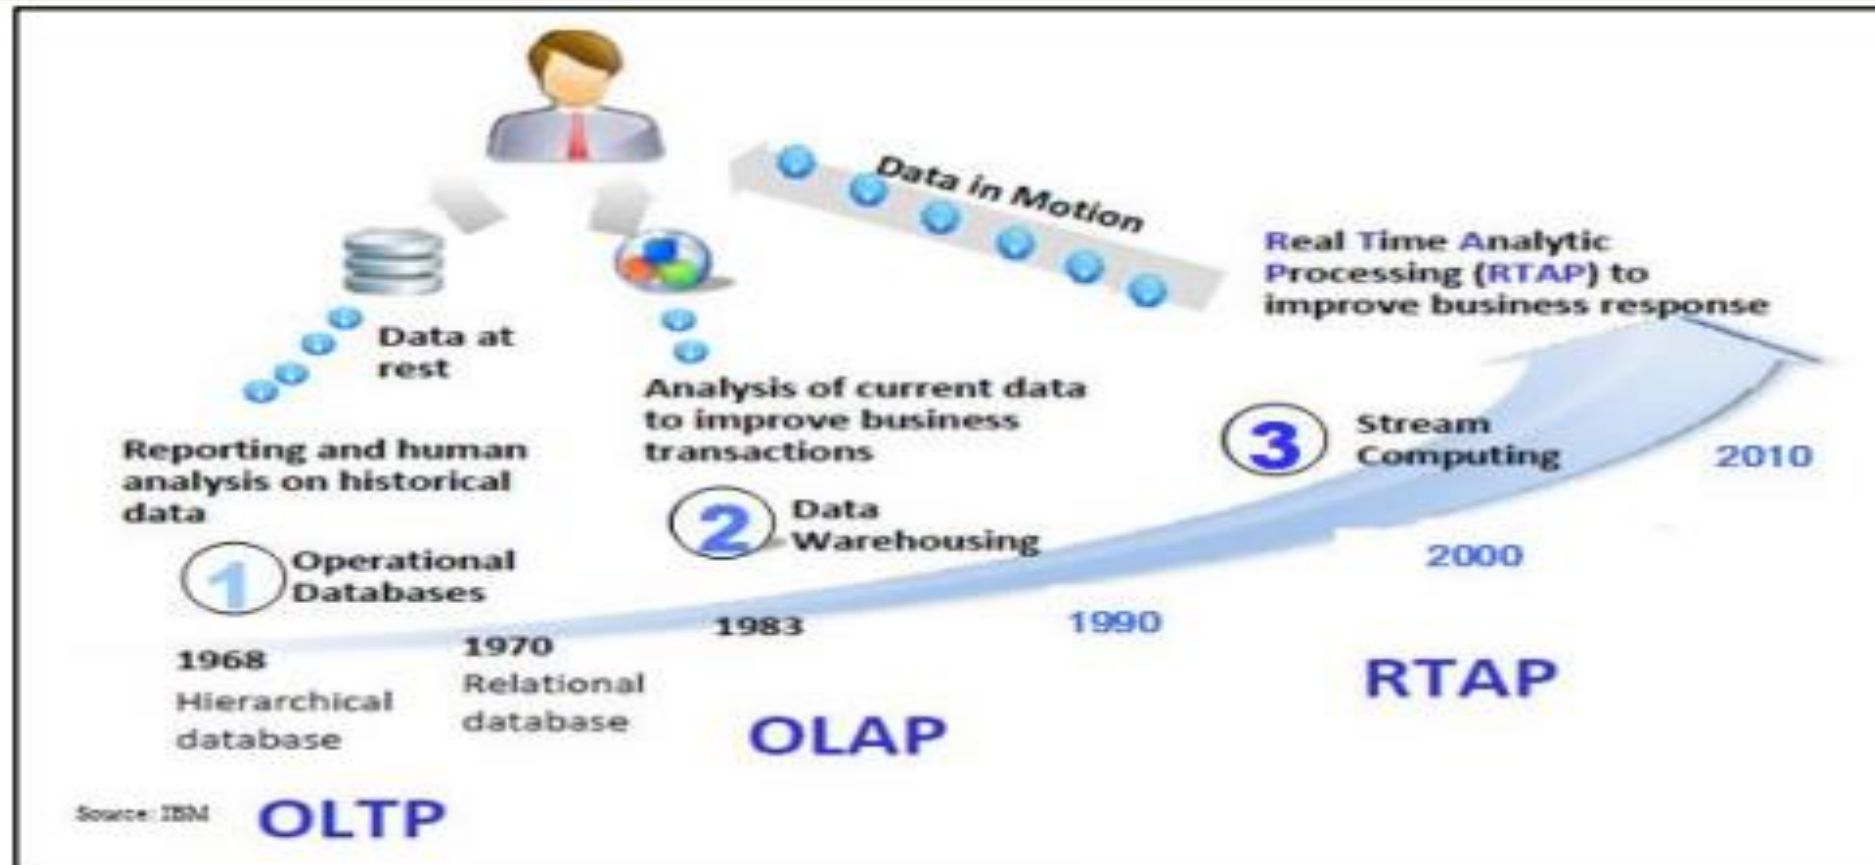 Data in Motion
Real Time Analytic
Processing (RTAP) to
improve business response
Data at
rest
Analysis of current data
to improve business
transactions
Reporting and human
analysis on historical
data
3
Stream
Computing
2
Data
Warehousing
1
Operational
Databases
2010
2000
1990
1983
1970
Relational
database
1968
Hierarchical
database
RTAP
OLAP
OLTP
Source: IBM